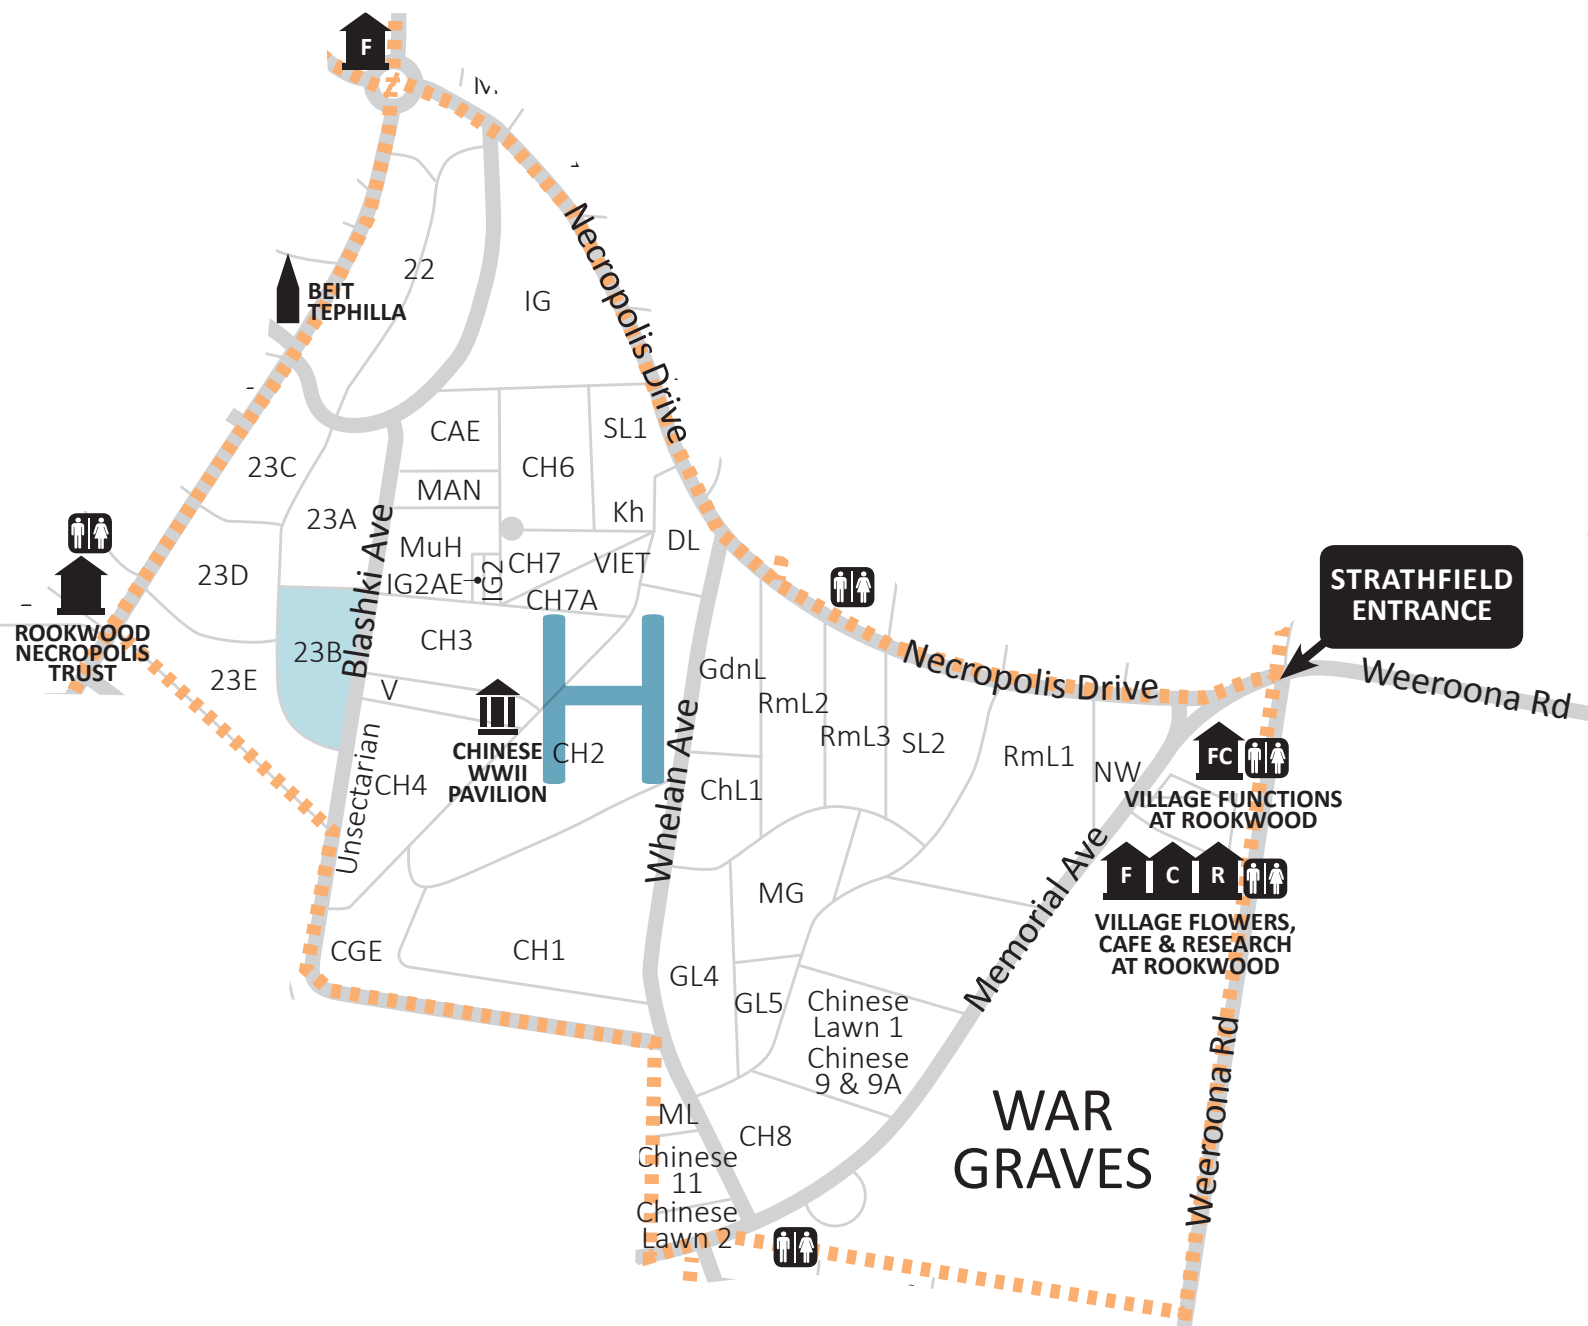 F
22
IG
BEIT
TEPHILLA
Necropolis Drive
CAE
SL1
23C
CH6
MAN
Kh
23A
Blashki Ave
MuH
DL
CH7
VIET
23D
IG2AE
IG2
CH7A
STRATHFIELD
ENTRANCE
ROOKWOOD
NECROPOLIS
TRUST
23B
CH3
H
GdnL
Necropolis Drive
Weeroona Rd
23E
V
RmL2
RmL3
SL2
RmL1
NW
CHINESE
WWII
PAVILION
CH2
FC
VILLAGE FUNCTIONS
AT ROOKWOOD
Unsectarian
CH4
Whelan Ave
ChL1
Memorial Ave
F
C
R
MG
VILLAGE FLOWERS,
CAFE & RESEARCH
AT ROOKWOOD
CGE
CH1
GL4
GL5
Chinese
Lawn 1
Chinese
9 & 9A
Weeroona Rd
WAR
GRAVES
ML
CH8
Chinese
11
Chinese
Lawn 2